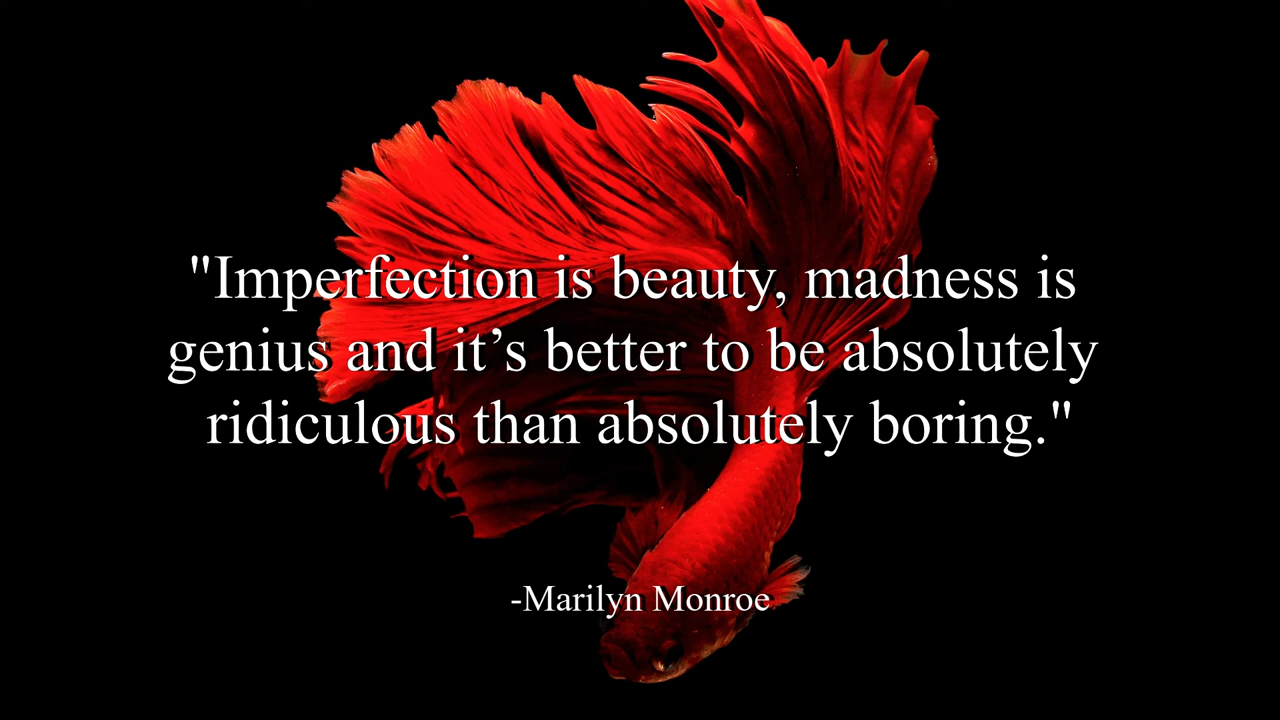 "Imperfection is beauty, madness is
genius and it’s better to be absolutely
ridiculous than absolutely boring."
-Marilyn Monroe